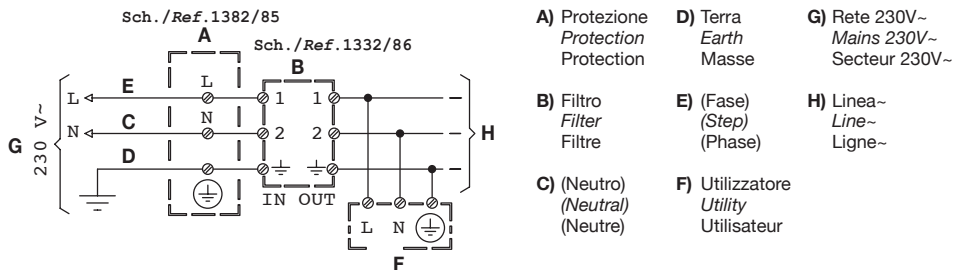 Sch./Ref.1382/85
A
Sch./Ref.1332/86
B
G
230 V~
L
E
L
1
1
N
C
N
2
2
H
D
IN OUT
L N
F
A) Protezione
Protection
Protection
B) Filtro
Filter
Filtre
C) (Neutro)
(Neutral)
(Neutre)
D) Terra
Earth
Masse
E) (Fase)
(Step)
(Phase)
F) Utilizzatore
Utility
Utilisateur
G) Rete 230V~
Mains 230V~
Secteur 230V~
H) Linea~
Line~
Ligne~